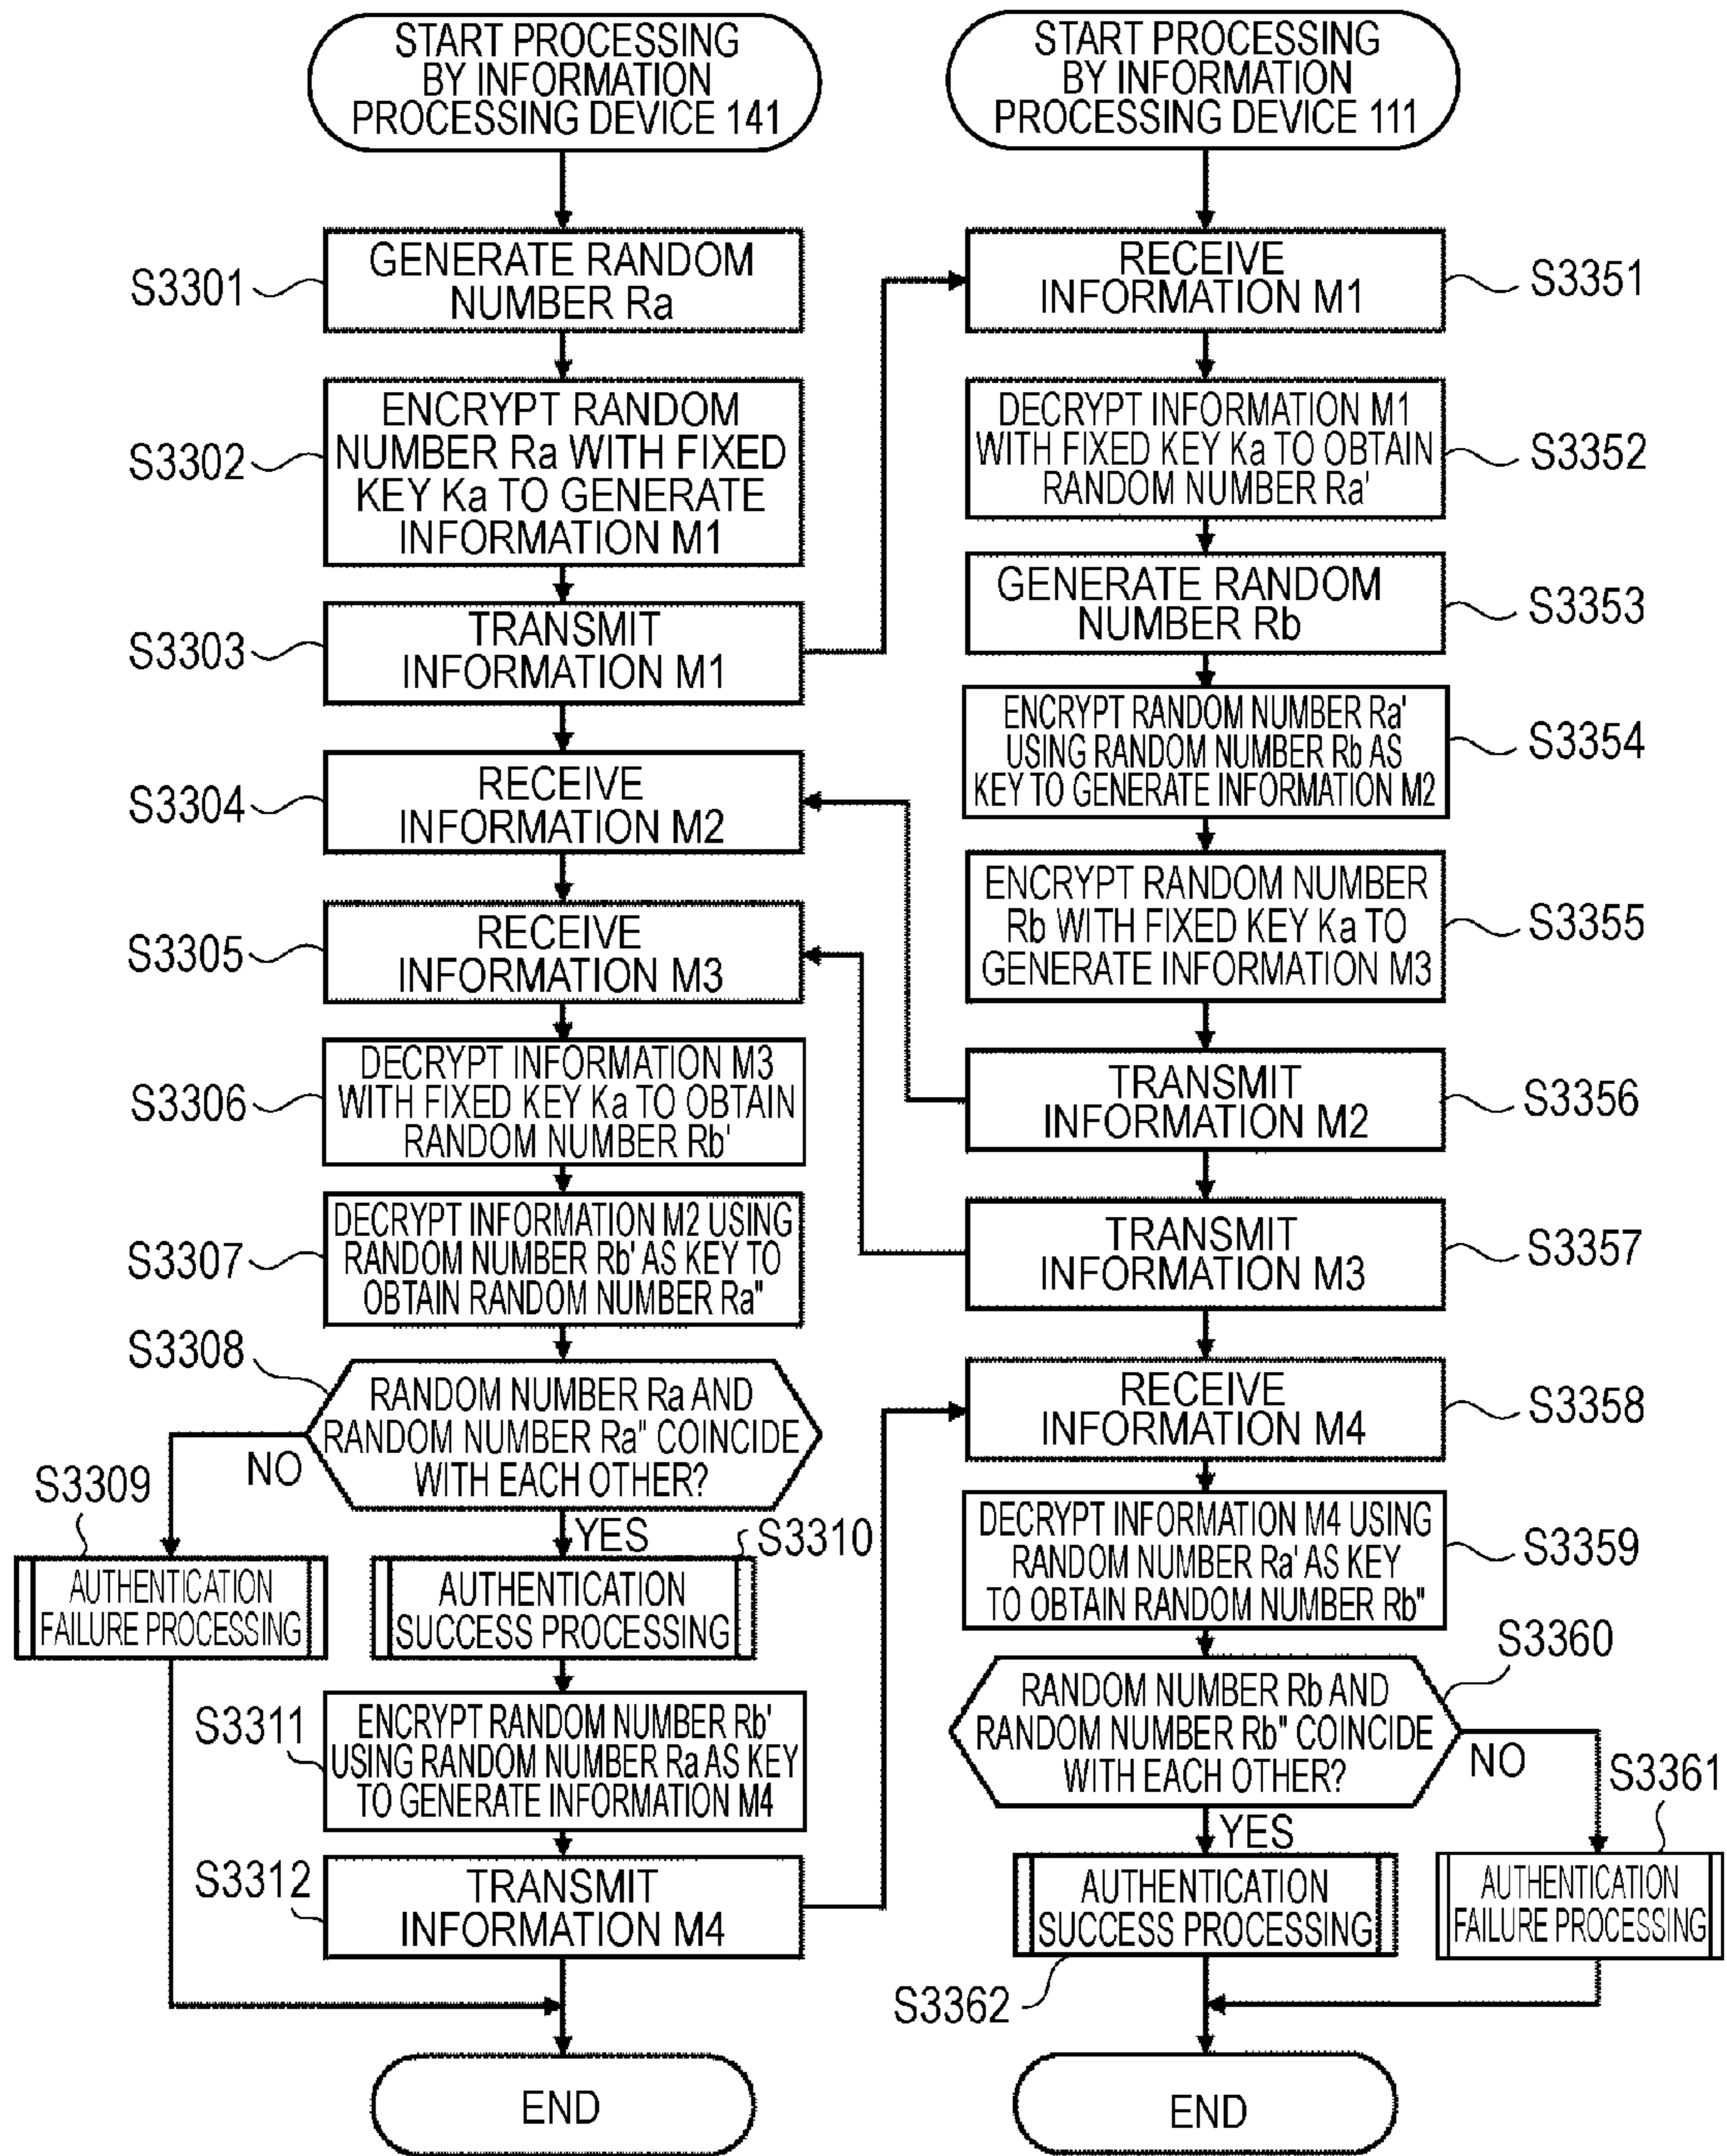 START PROCESSING
BY INFORMATION
PROCESSING DEVICE 141
S3301
GENERATE RANDOM
NUMBER Ra
S3302
ENCRYPT RANDOM
NUMBER Ra WITH FIXED
KEY Ka TO GENERATE
INFORMATION M1
S3303
TRANSMIT
INFORMATION M1
S3304
RECEIVE
INFORMATION M2
S3305
RECEIVE
INFORMATION M3
S3306
DECRYPT INFORMATION M3
WITH FIXED KEY Ka TO OBTAIN
RANDOM NUMBER Rb'
S3307
DECRYPT INFORMATION M2 USING
RANDOM NUMBER Rb' AS KEY TO
OBTAIN RANDOM NUMBER Ra"
S3308
RANDOM NUMBER Ra AND
RANDOM NUMBER Ra" COINCIDE
WITH EACH OTHER?
NO
YES
S3309
AUTHENTICATION
FAILURE PROCESSING
S3310
AUTHENTICATION
SUCCESS PROCESSING
S3311
ENCRYPT RANDOM NUMBER Rb'
USING RANDOM NUMBER Ra AS KEY
TO GENERATE INFORMATION M4
S3312
TRANSMIT
INFORMATION M4
END
START PROCESSING
BY INFORMATION
PROCESSING DEVICE 111
RECEIVE
INFORMATION M1
S3351
DECRYPT INFORMATION M1
WITH FIXED KEY Ka TO OBTAIN
RANDOM NUMBER Ra'
S3352
GENERATE RANDOM
NUMBER Rb
S3353
ENCRYPT RANDOM NUMBER Ra'
USING RANDOM NUMBER Rb AS
KEY TO GENERATE INFORMATION M2
S3354
ENCRYPT RANDOM NUMBER
Rb WITH FIXED KEY Ka TO
GENERATE INFORMATION M3
S3355
TRANSMIT
INFORMATION M2
S3356
TRANSMIT
INFORMATION M3
S3357
RECEIVE
INFORMATION M4
S3358
DECRYPT INFORMATION M4 USING
RANDOM NUMBER Ra' AS KEY
TO OBTAIN RANDOM NUMBER Rb"
S3359
S3360
RANDOM NUMBER Rb AND
RANDOM NUMBER Rb" COINCIDE
WITH EACH OTHER?
NO
YES
S3361
AUTHENTICATION
FAILURE PROCESSING
AUTHENTICATION
SUCCESS PROCESSING
S3362
END